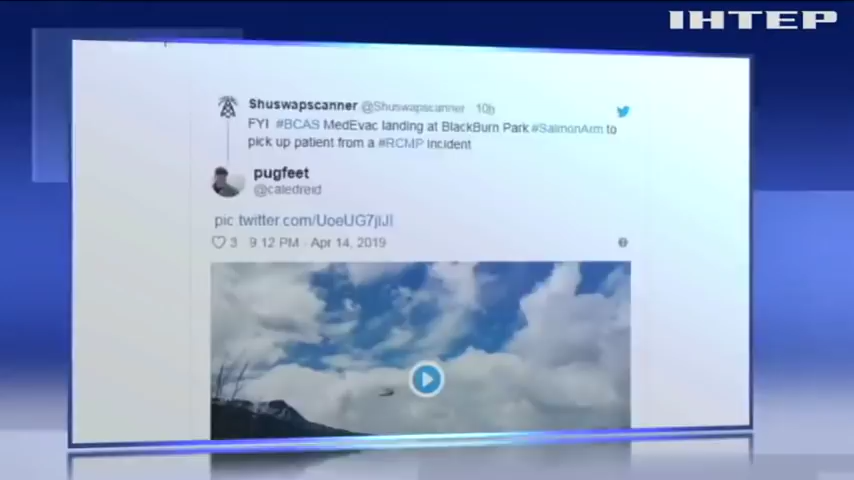 ІНТЕР
Shuswapscanner @Shuswapscanner · 10h
FYI #BCAS MedEvac landing at BlackBurn Park #SalmonArm to
pick up patient from a #RCMP incident
pugfeet
@caledreid
pic.twitter.com/UoeUG7jIJI
3 9:12 PM - Apr 14, 2019